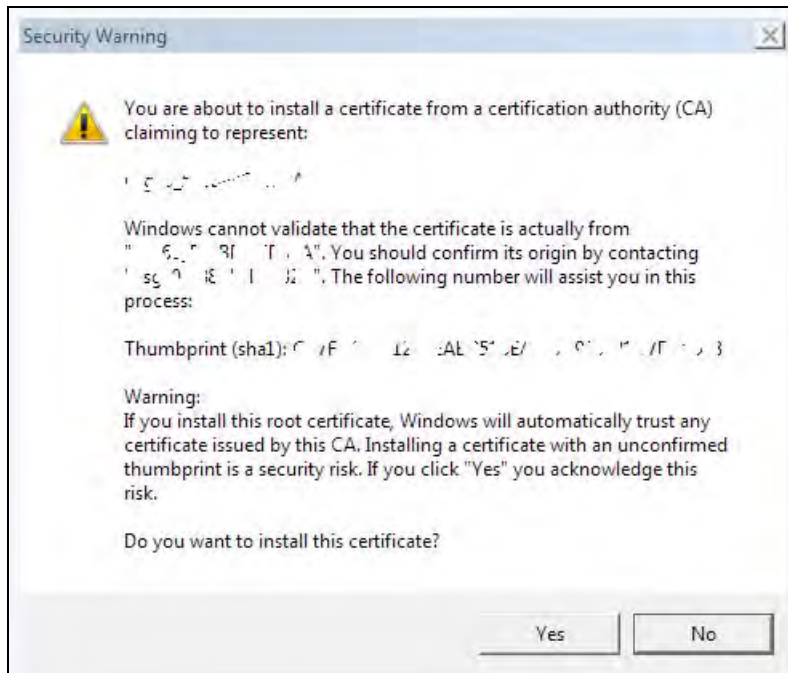 Security Warning
You are about to install a certificate from a certification authority (CA)
claiming to represent:
Windows cannot validate that the certificate is actually from
". You should confirm its origin by contacting
". The following number will assist you in this
process:
Thumbprint (sha1):
Warning:
If you install this root certificate, Windows will automatically trust any
certificate issued by this CA. Installing a certificate with an unconfirmed
thumbprint is a security risk. If you click "Yes" you acknowledge this
risk.
Do you want to install this certificate?
Yes
No